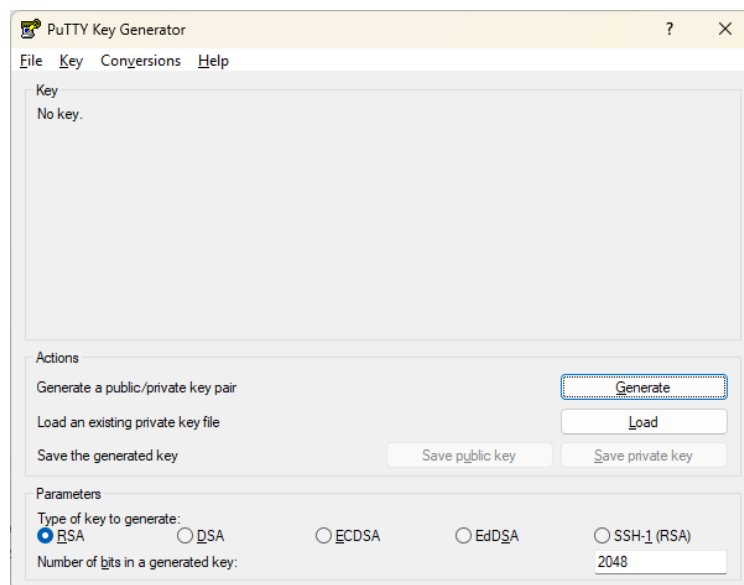 PuTTY Key Generator ?
File Key Conversions Help
Key
No key.
Actions
Generate a public/private key pair Generate
Load an existing private key file Load
Save the generated key Save public key Save private key
Parameters
Type of key to generate:
RSA DSA ECDSA EdDSA SSH-1 (RSA)
Number of bits in a generated key: 2048